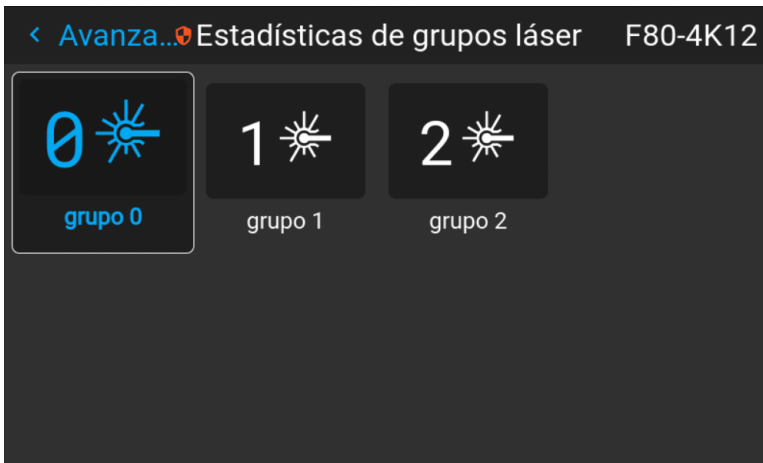 Avanza... Estadísticas de grupos láser F80-4K12
0 1 2
grupo 0 grupo 1 grupo 2